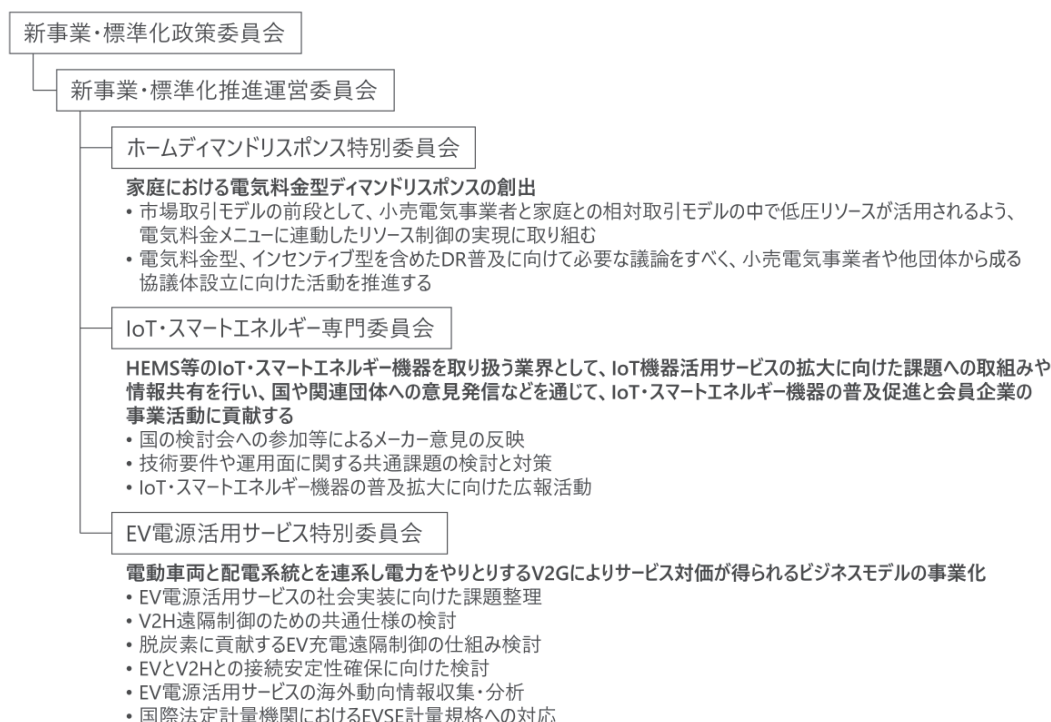 新事業・標準化政策委員会
新事業・標準化推進運営委員会
ホームディマンドリスポンス特別委員会
家庭における電気料金型ディマンドリスポンスの創出
• 市場取引モデルの前段として、小売電気事業者と家庭との相対取引モデルの中で低圧リソースが活用されるよう、
電気料金メニューに連動したリソース制御の実現に取り組む
• 電気料金型、インセンティブ型を含めたDR普及に向けて必要な議論をすべく、小売電気事業者や他団体から成る
協議体設立に向けた活動を推進する
IoT・スマートエネルギー専門委員会
HEMS等のIoT・スマートエネルギー機器を取り扱う業界として、IoT機器活用サービスの拡大に向けた課題への取組みや
情報共有を行い、国や関連団体への意見発信などを通じて、IoT・スマートエネルギー機器の普及促進と会員企業の
事業活動に貢献する
• 国の検討会への参加等によるメーカー意見の反映
• 技術要件や運用面に関する共通課題の検討と対策
• IoT・スマートエネルギー機器の普及拡大に向けた広報活動
EV電源活用サービス特別委員会
電動車両と配電系統とを連系し電力をやりとりするV2Gによりサービス対価が得られるビジネスモデルの事業化
• EV電源活用サービスの社会実装に向けた課題整理
• V2H遠隔制御のための共通仕様の検討
• 脱炭素に貢献するEV充電遠隔制御の仕組み検討
• EVとV2Hとの接続安定性確保に向けた検討
• EV電源活用サービスの海外動向情報収集・分析
• 国際法定計量機関におけるEVSE計量規格への対応